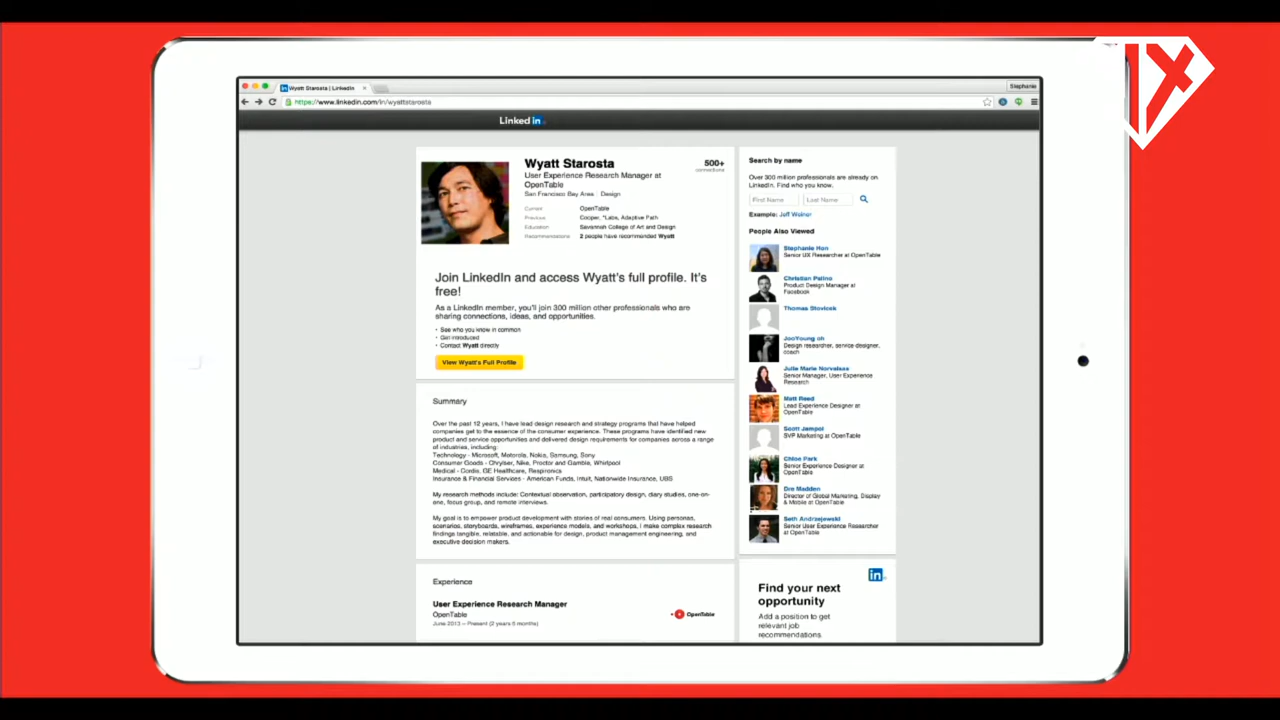 Wyatt Starosta | LinkedIn
Stephanie
https://www.linkedin.com/in/wyattstarosta
Linked in
Wyatt Starosta
500+
connections
User Experience Research Manager at
OpenTable
San Francisco Bay Area Design
Current OpenTable
Previous Cooper, *Labs, Adaptive Path
Education Savannah College of Art and Design
Recommendations 2 people have recommended Wyatt
Join LinkedIn and access Wyatt's full profile. It's
free!
As a LinkedIn member, you'll join 300 million other professionals who are
sharing connections, ideas, and opportunities.
• See who you know in common
• Get introduced
• Contact Wyatt directly
View Wyatt's Full Profile
Summary
Over the past 12 years, I have lead design research and strategy programs that have helped
companies get to the essence of the consumer experience. These programs have identified new
product and service opportunities and delivered design requirements for companies across a range
of industries, including:
Technology - Microsoft, Motorola, Nokia, Samsung, Sony
Consumer Goods - Chrylser, Nike, Proctor and Gamble, Whirlpool
Medical - Cordis, GE Healthcare, Respironics
Insurance & Financial Services - American Funds, Intuit, Nationwide Insurance, UBS
My research methods include: Contextual observation, participatory design, diary studies, one-on-
one, focus group, and remote interviews.
My goal is to empower product development with stories of real consumers. Using personas,
scenarios, storyboards, wireframes, experience models, and workshops, I make complex research
findings tangible, relatable, and actionable for design, product management engineering, and
executive decision makers.
Experience
User Experience Research Manager
OpenTable
June 2013 – Present (2 years 5 months)
OpenTable
Search by name
Over 300 million professionals are already on
LinkedIn. Find who you know.
First Name Last Name
Example: Jeff Weiner
People Also Viewed
Stephanie Hon
Senior UX Researcher at OpenTable
Christian Palino
Product Design Manager at
Facebook
Thomas Stovicek
JooYoung oh
Design researcher, service designer,
coach
Julie Marie Norvaisas
Senior Manager, User Experience
Research
Matt Reed
Lead Experience Designer at
OpenTable
Scott Jampol
SVP Marketing at OpenTable
Chloe Park
Senior Experience Designer at
OpenTable
Dre Madden
Director of Global Marketing, Display
& Mobile at OpenTable
Seth Andrzejewski
Senior User Experience Researcher
at OpenTable
in
Find your next
opportunity
Add a position to get
relevant job
recommendations